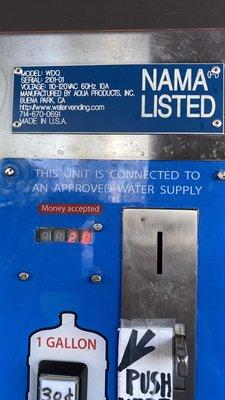 MODEL: WDQ
SERIAL: 2101-01
VOLTAGE: 110-120VAC 60Hz 10A
MANUFACTURED BY AQUA PRODUCTS, INC.
BUENA PARK, CA
http://www.watervending.com
714-670-0691
MADE IN U.S.A.
NAMA
LISTED
THIS UNIT IS CONNECTED TO
AN APPROVED WATER SUPPLY
Money accepted
1 GALLON
30¢
PUSH